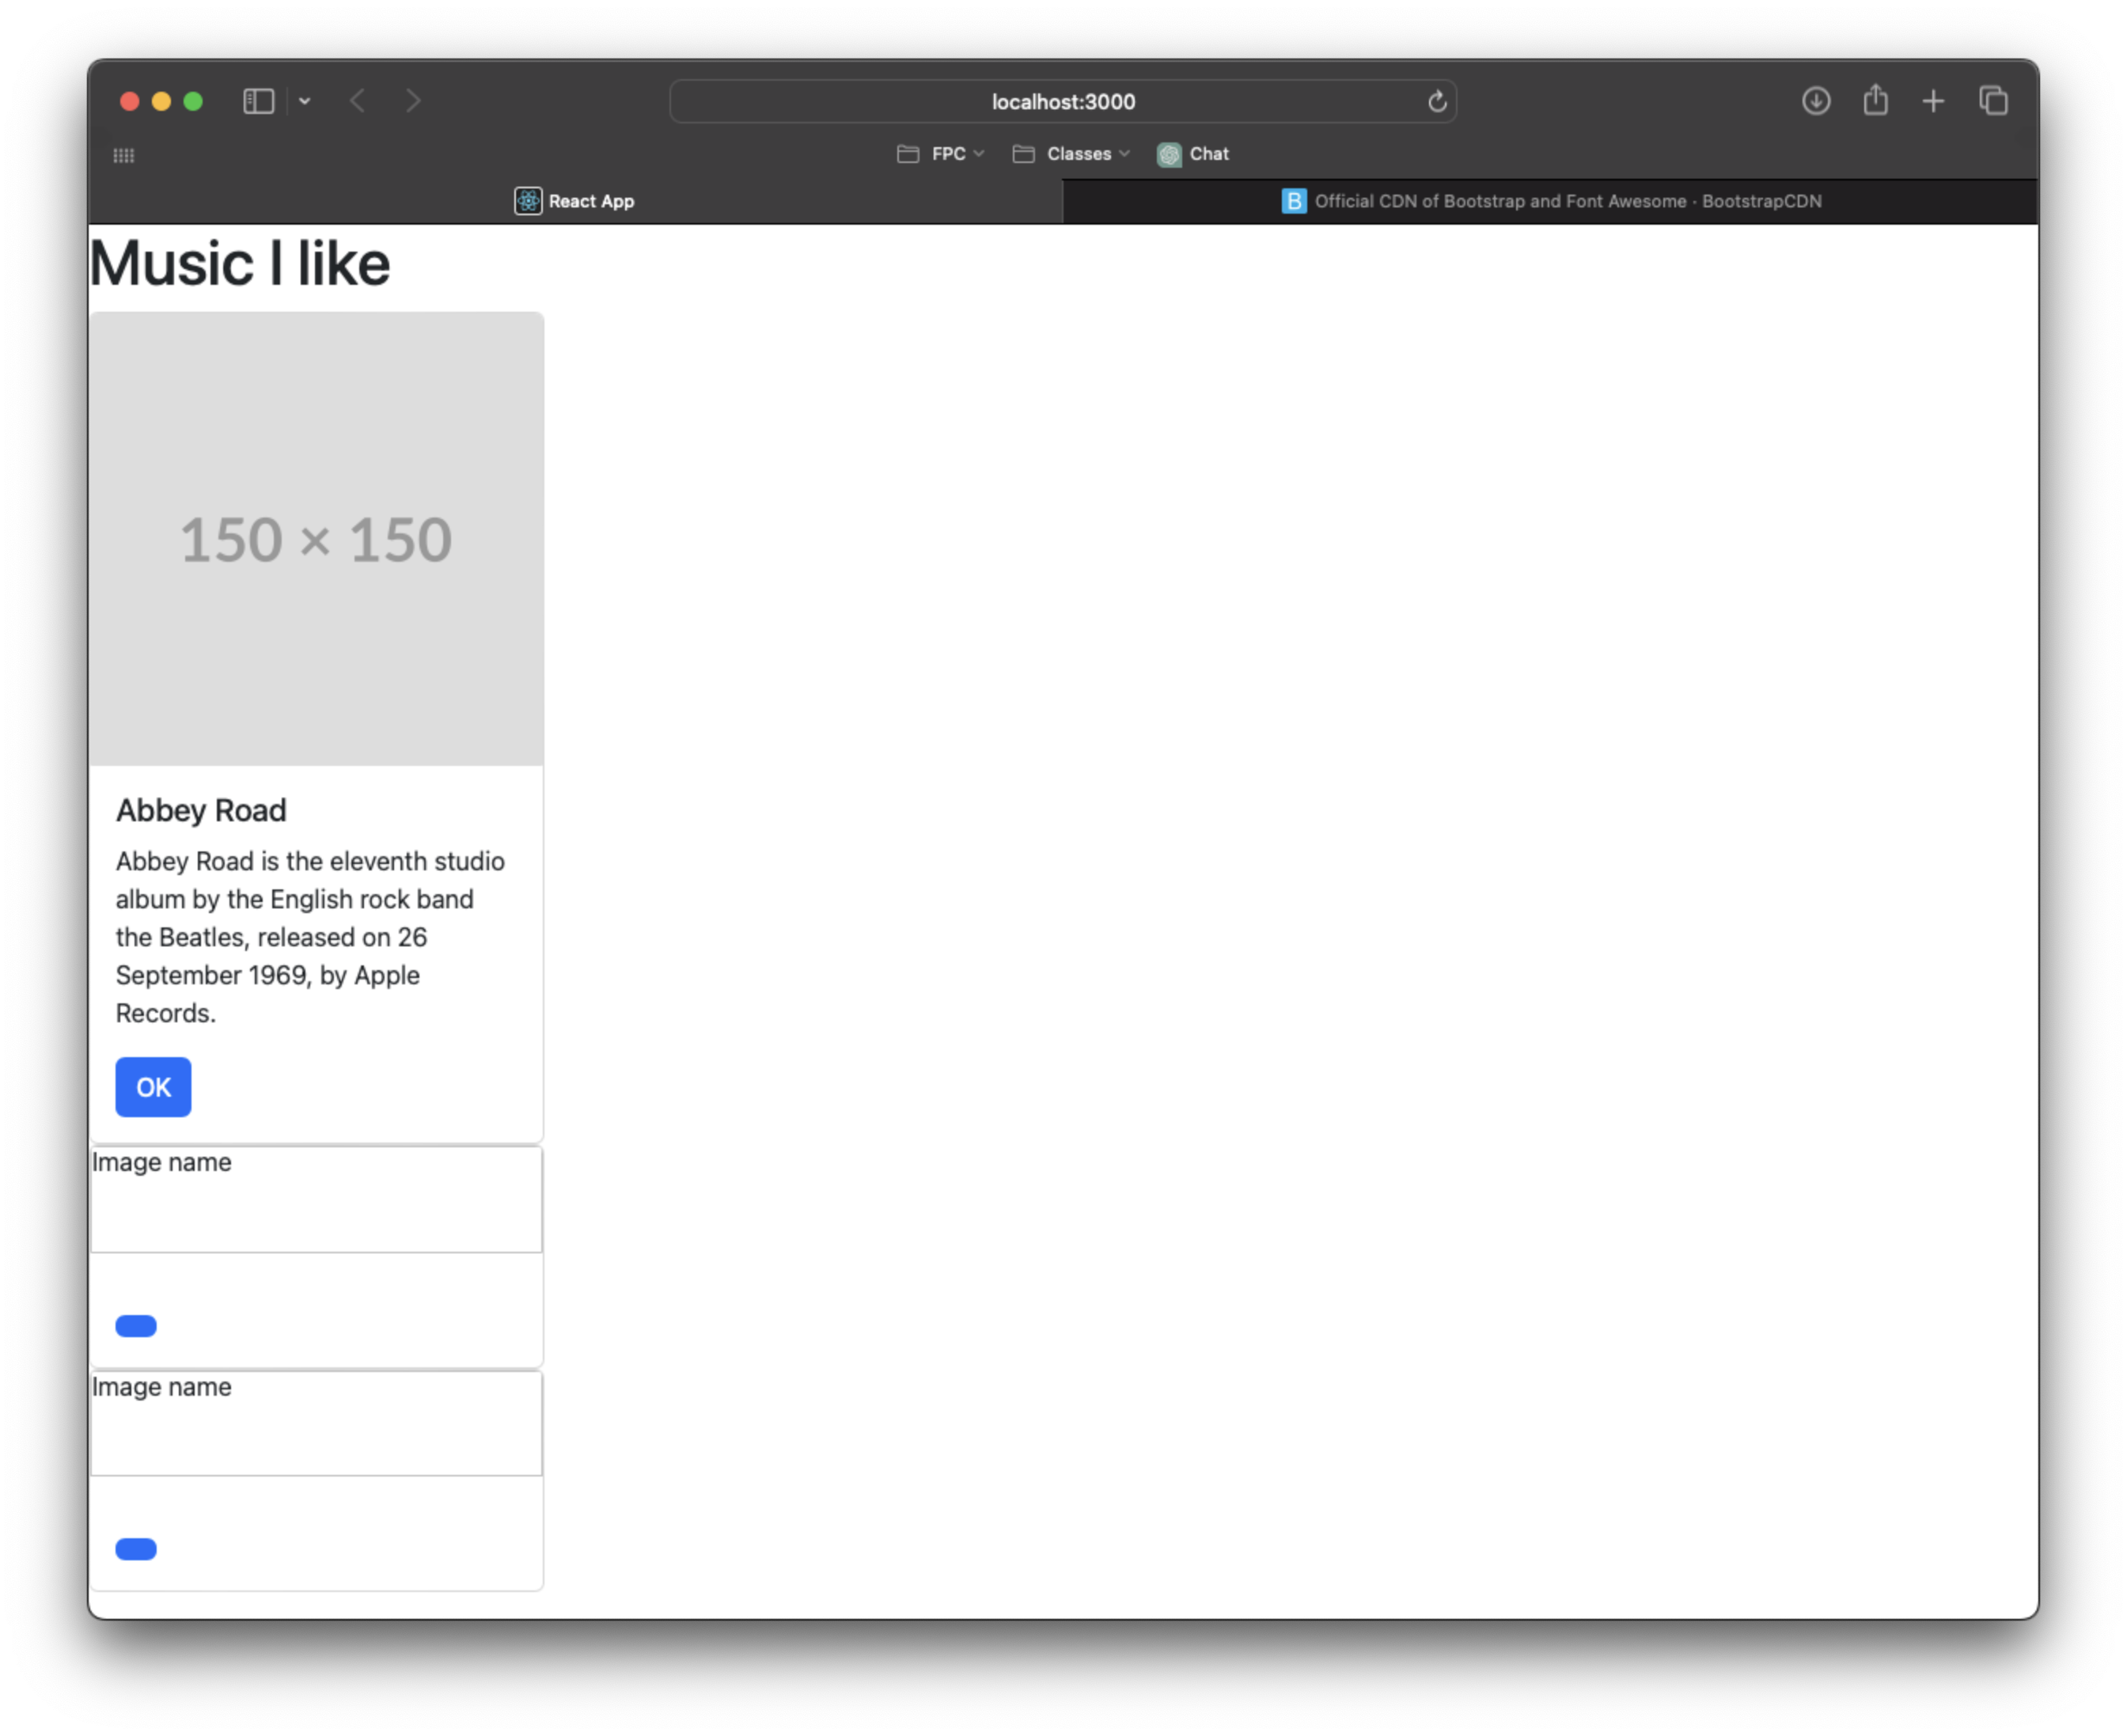 localhost:3000
FPC
Classes
Chat
React App
B Official CDN of Bootstrap and Font Awesome · BootstrapCDN
Music I like
150 × 150
Abbey Road
Abbey Road is the eleventh studio
album by the English rock band
the Beatles, released on 26
September 1969, by Apple
Records.
OK
Image name
Image name